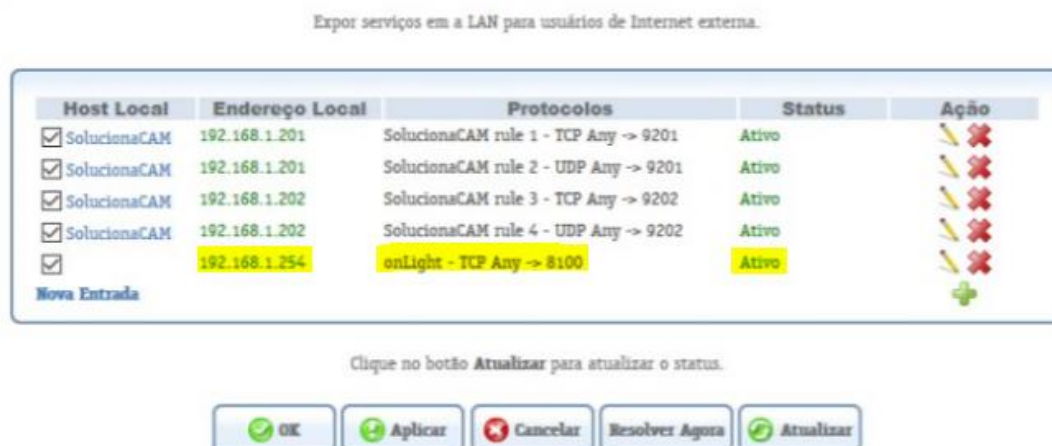 Expor serviços em a LAN para usuários de Internet externa.
Host Local Endereço Local Protocolos Status Ação
SolucionaCAM 192.168.1.201 SolucionaCAM rule 1 - TCP Any -> 9201 Ativo
SolucionaCAM 192.168.1.201 SolucionaCAM rule 2 - UDP Any -> 9201 Ativo
SolucionaCAM 192.168.1.202 SolucionaCAM rule 3 - TCP Any -> 9202 Ativo
SolucionaCAM 192.168.1.202 SolucionaCAM rule 4 - UDP Any -> 9202 Ativo
192.168.1.254 onLight - TCP Any -> 8100 Ativo
Nova Entrada
Clique no botão Atualizar para atualizar o status.
OK Aplicar Cancelar Resolver Agora Atualizar